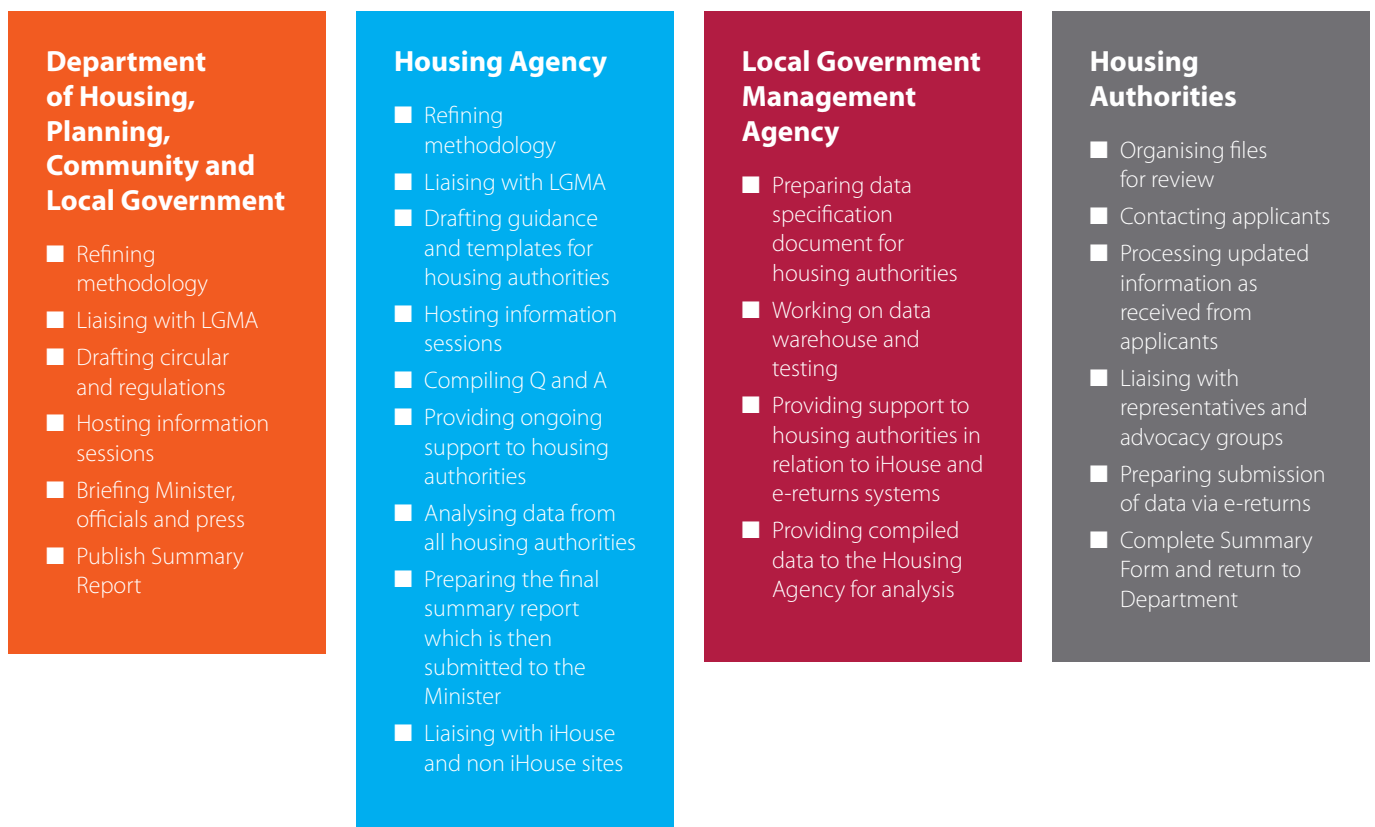 Department
of Housing,
Planning,
Community and
Local Government
Refining
methodology
Liaising with LGMA
Drafting circular
and regulations
Hosting information
sessions
Briefing Minister,
officials and press
Publish Summary
Report
Housing Agency
Refining
methodology
Liaising with LGMA
Drafting guidance
and templates for
housing authorities
Hosting information
sessions
Compiling Q and A
Providing ongoing
support to housing
authorities
Analysing data from
all housing authorities
Preparing the final
summary report
which is then
submitted to the
Minister
Liaising with iHouse
and non iHouse sites
Local Government
Management
Agency
Preparing data
specification
document for
housing authorities
Working on data
warehouse and
testing
Providing support to
housing authorities in
relation to iHouse and
e-returns systems
Providing compiled
data to the Housing
Agency for analysis
Housing
Authorities
Organising files
for review
Contacting applicants
Processing updated
information as
received from
applicants
Liaising with
representatives and
advocacy groups
Preparing submission
of data via e-returns
Complete Summary
Form and return to
Department